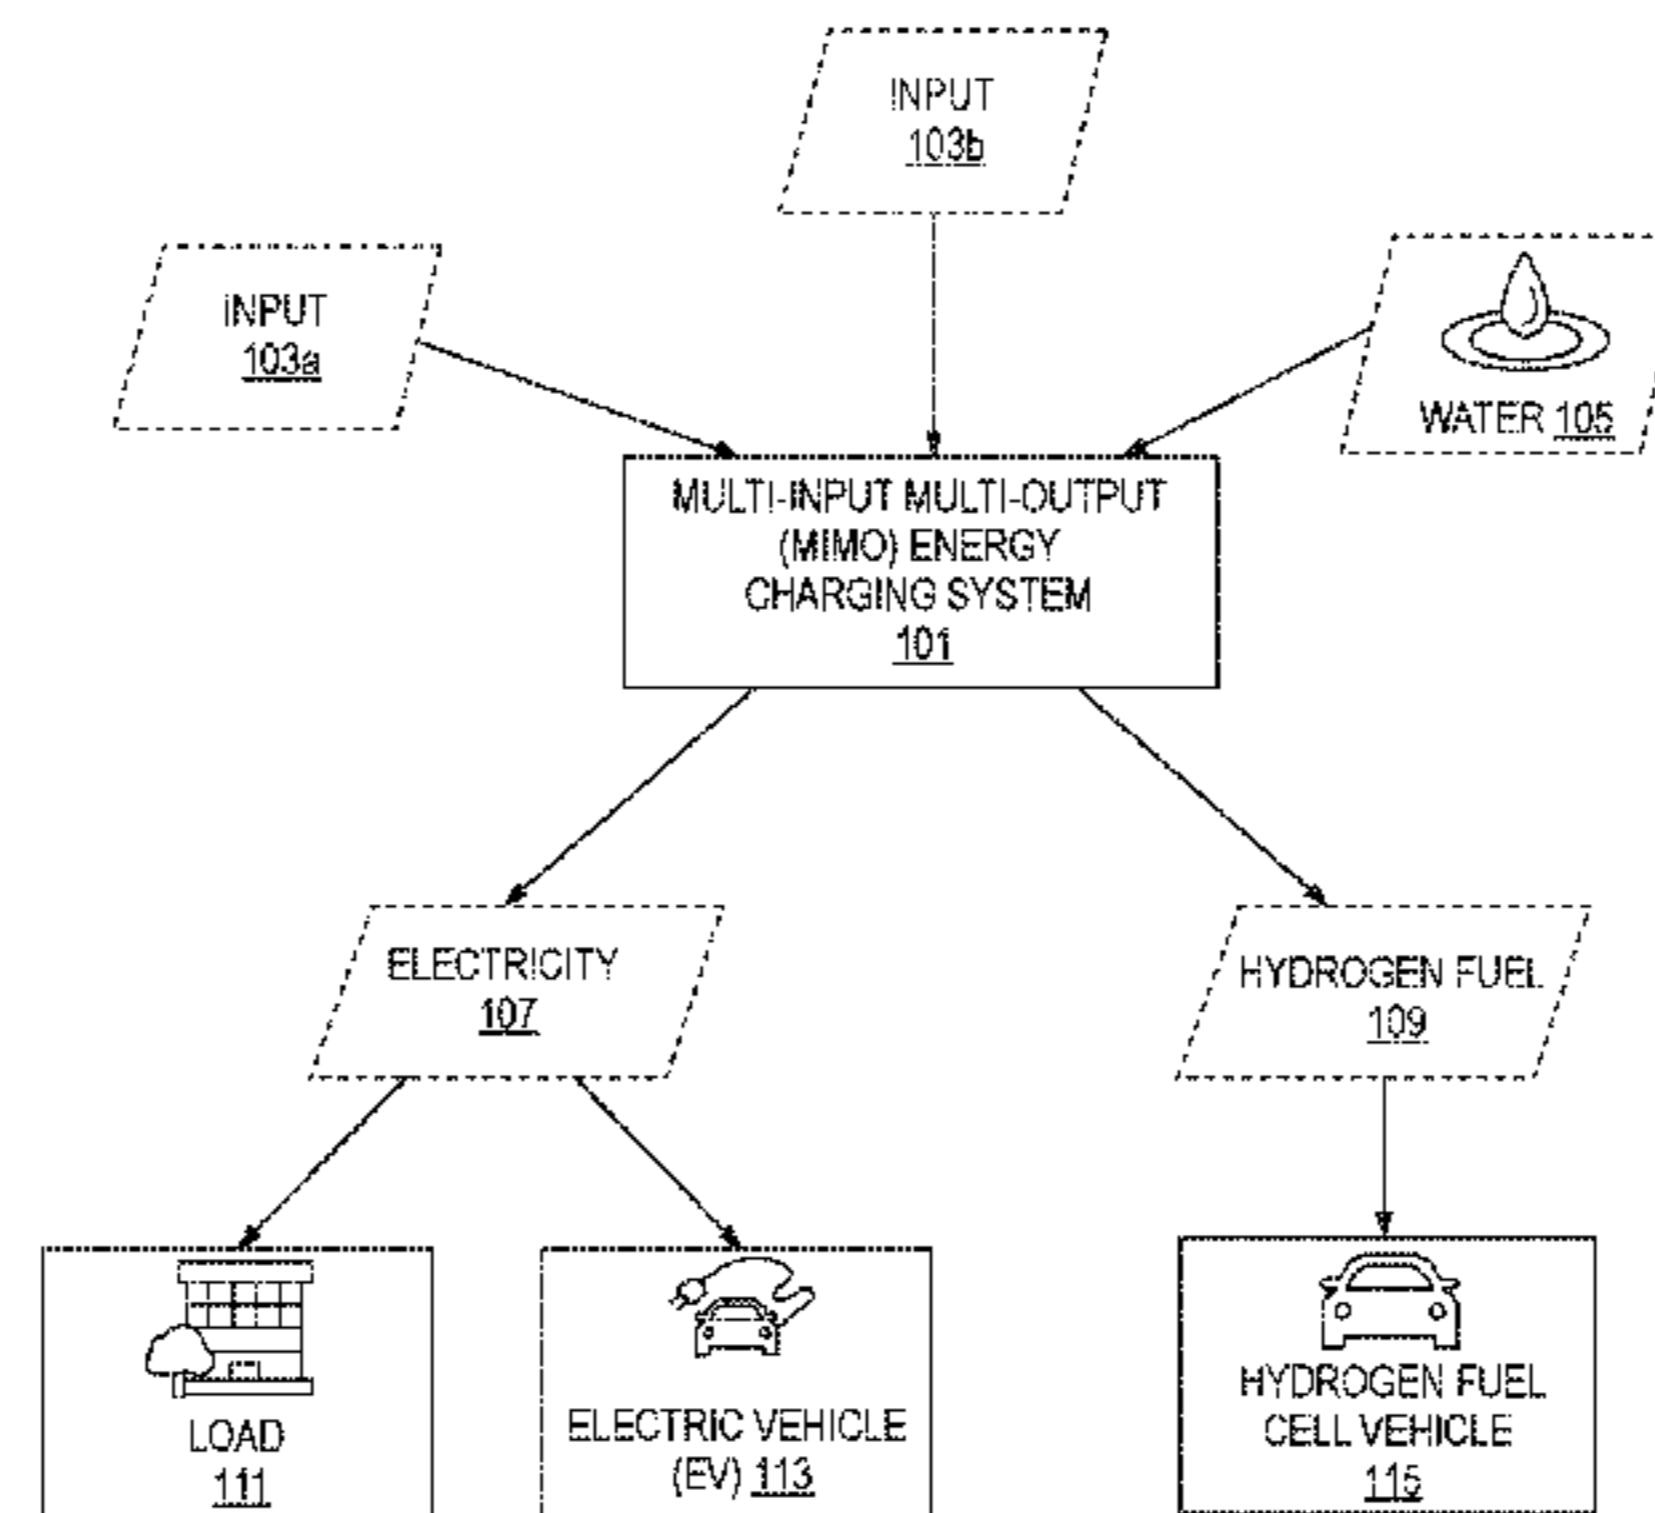 INPUT
103b
INPUT
103a
WATER 105
MULTI-INPUT MULTI-OUTPUT
(MIMO) ENERGY
CHARGING SYSTEM
101
ELECTRICITY
107
HYDROGEN FUEL
109
LOAD
111
ELECTRIC VEHICLE
(EV) 113
HYDROGEN FUEL
CELL VEHICLE
115